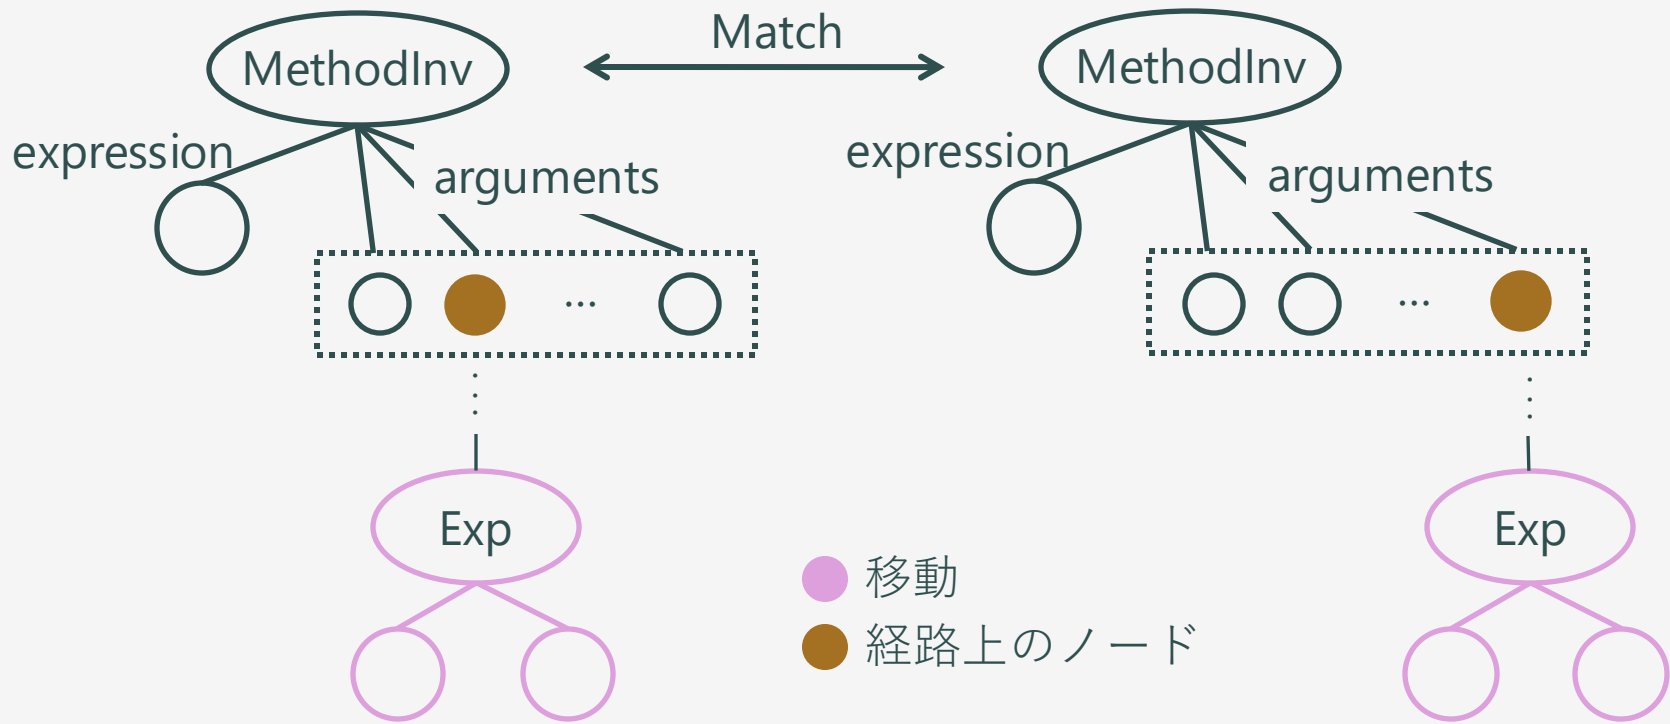 Match
MethodInv
MethodInv
expression
arguments
expression
arguments
...
...
Exp
Exp
移動
経路上のノード